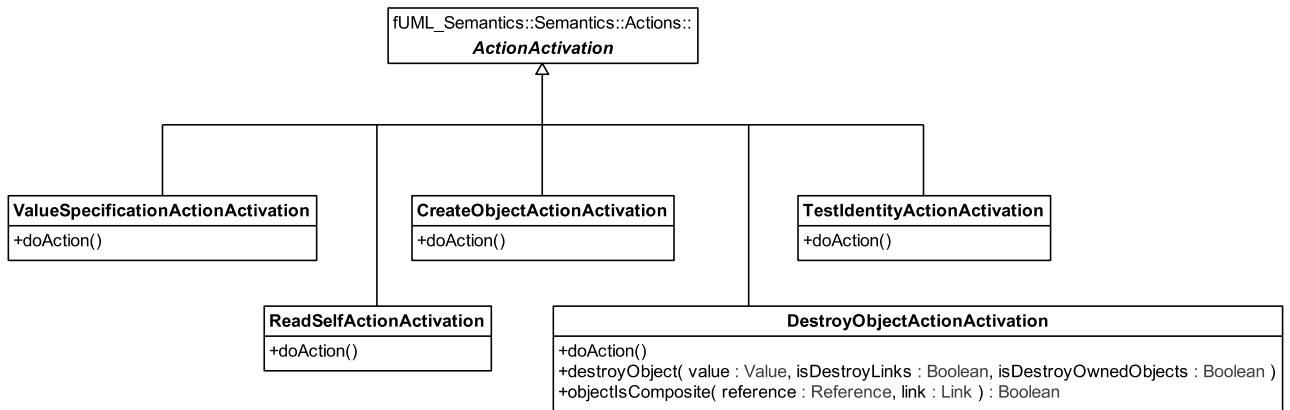 fUML_Semantics::Semantics::Actions::
ActionActivation
ValueSpecificationActionActivation
+doAction()
CreateObjectActionActivation
+doAction()
TestIdentityActionActivation
+doAction()
ReadSelfActionActivation
+doAction()
DestroyObjectActionActivation
+doAction()
+destroyObject( value : Value, isDestroyLinks : Boolean, isDestroyOwnedObjects : Boolean )
+objectIsComposite( reference : Reference, link : Link ) : Boolean